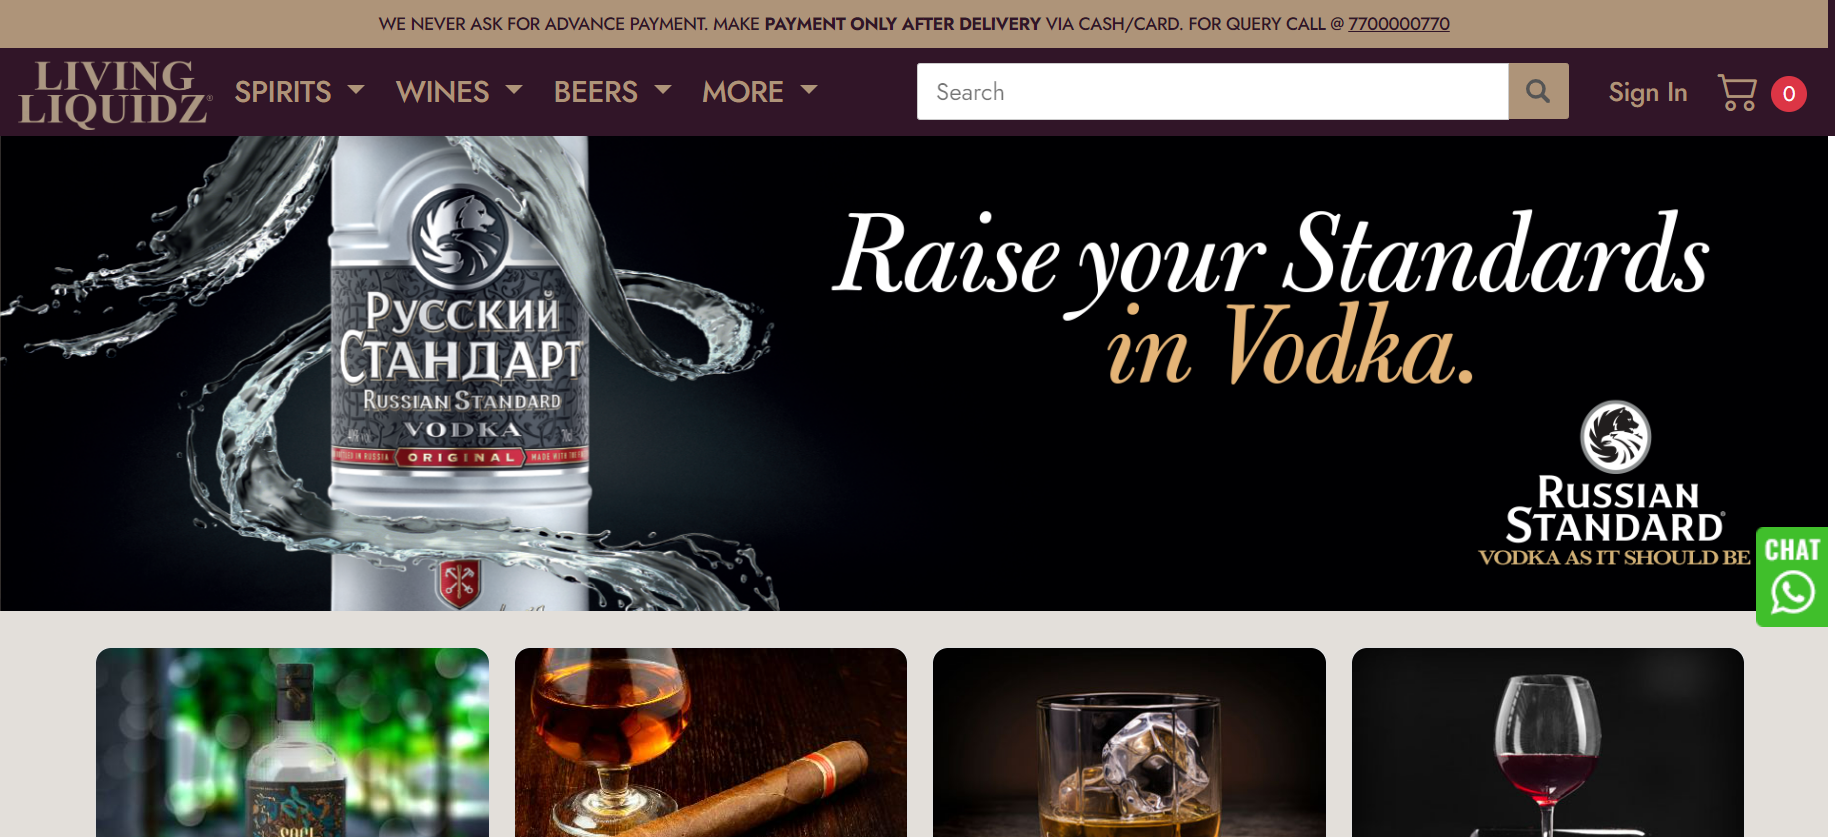 WE NEVER ASK FOR ADVANCE PAYMENT. MAKE PAYMENT ONLY AFTER DELIVERY VIA CASH/CARD. FOR QUERY CALL @ 7700000770
LIVING
LIQUIDZ®
SPIRITS WINES BEERS MORE
Search
Sign In
0
Raise your Standards
in Vodka.
Русский
Стандарт
RUSSIAN STANDARD
VODKA
ORIGINAL
RUSSIAN
STANDARD
VODKA AS IT SHOULD BE
CHAT